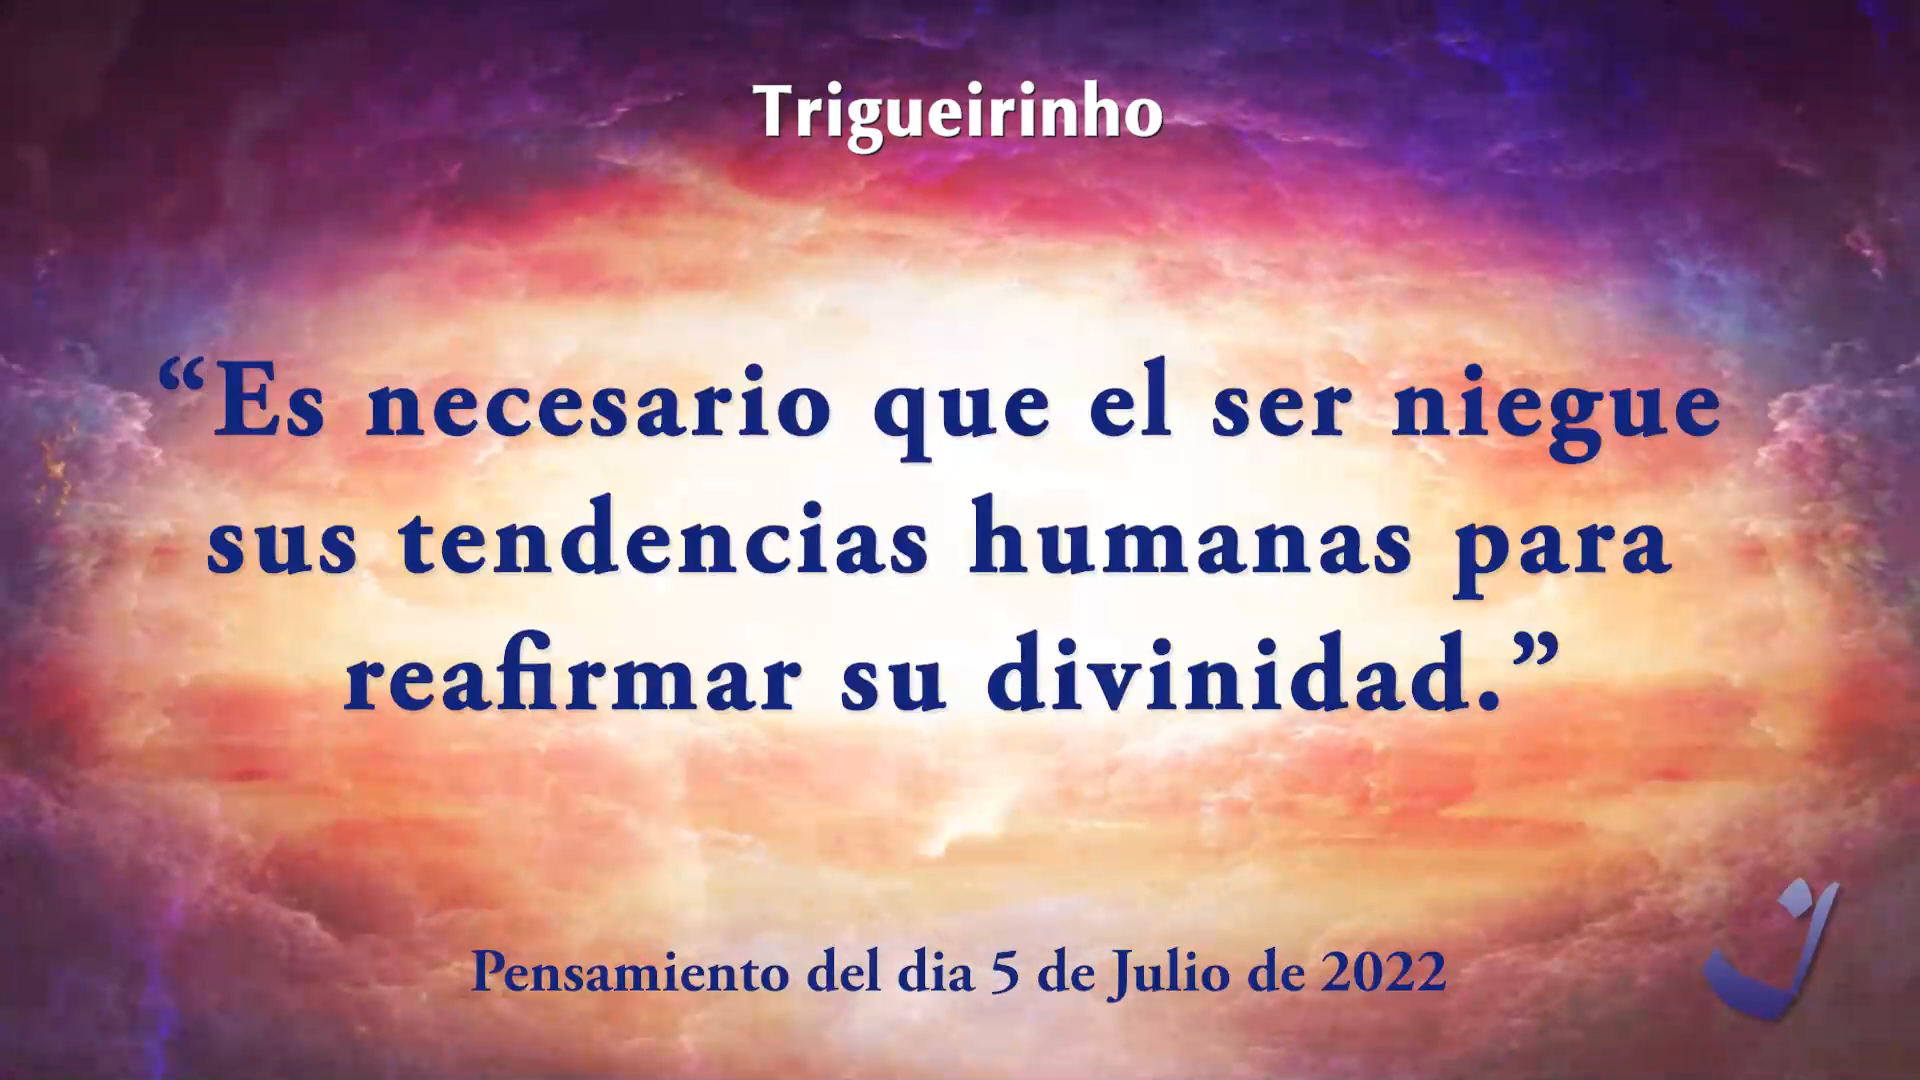 Trigueirinho
“Es necesario que el ser niegue
sus tendencias humanas para
reafirmar su divinidad.”
Pensamiento del dia 5 de Julio de 2022